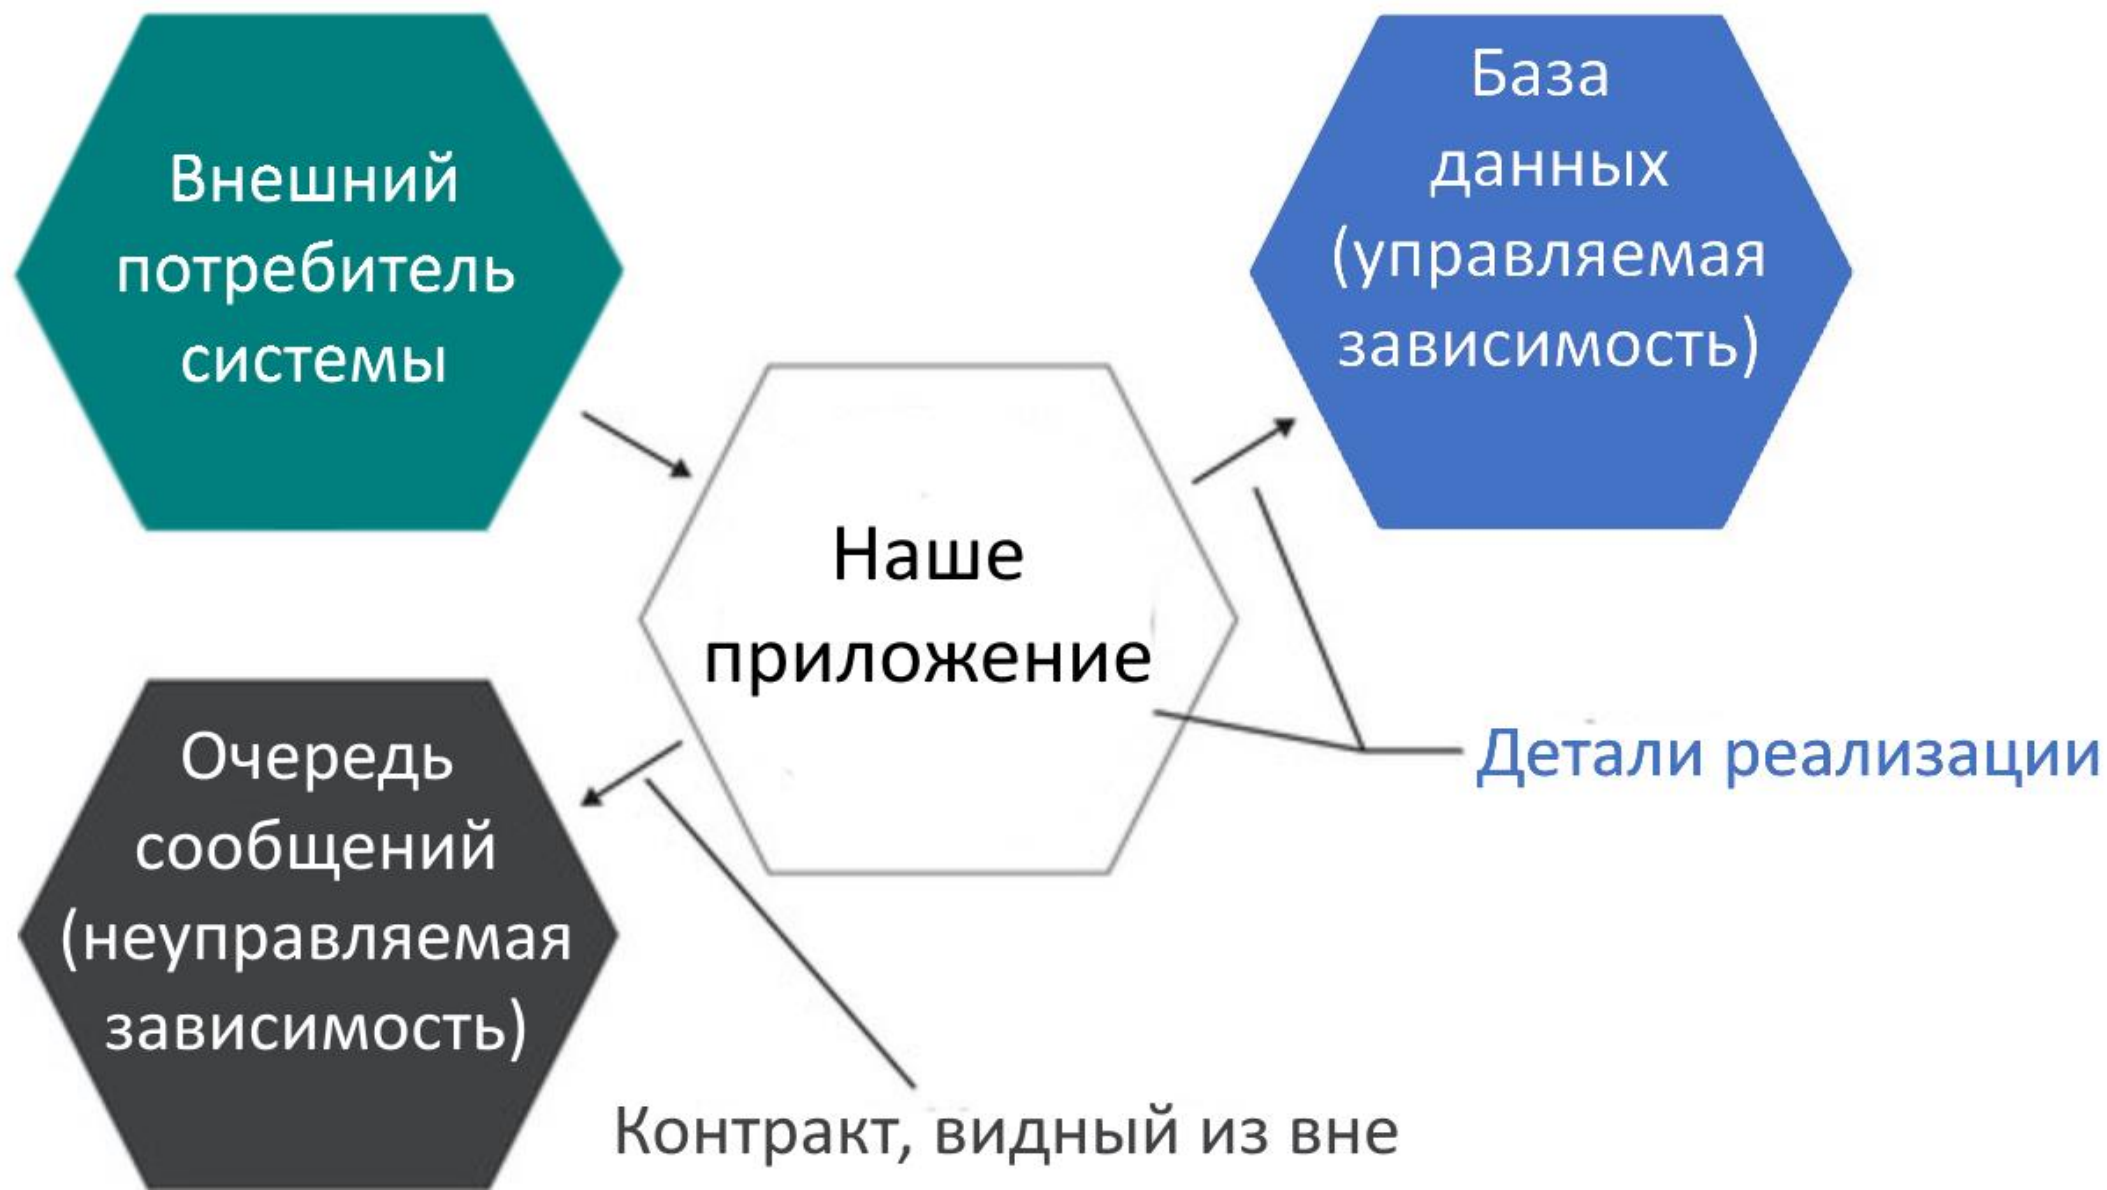 Внешний
потребитель
системы
База
данных
(управляемая
зависимость)
Наше
приложение
Очередь
сообщений
(неуправляемая
зависимость)
Детали реализации
Контракт, видный из вне